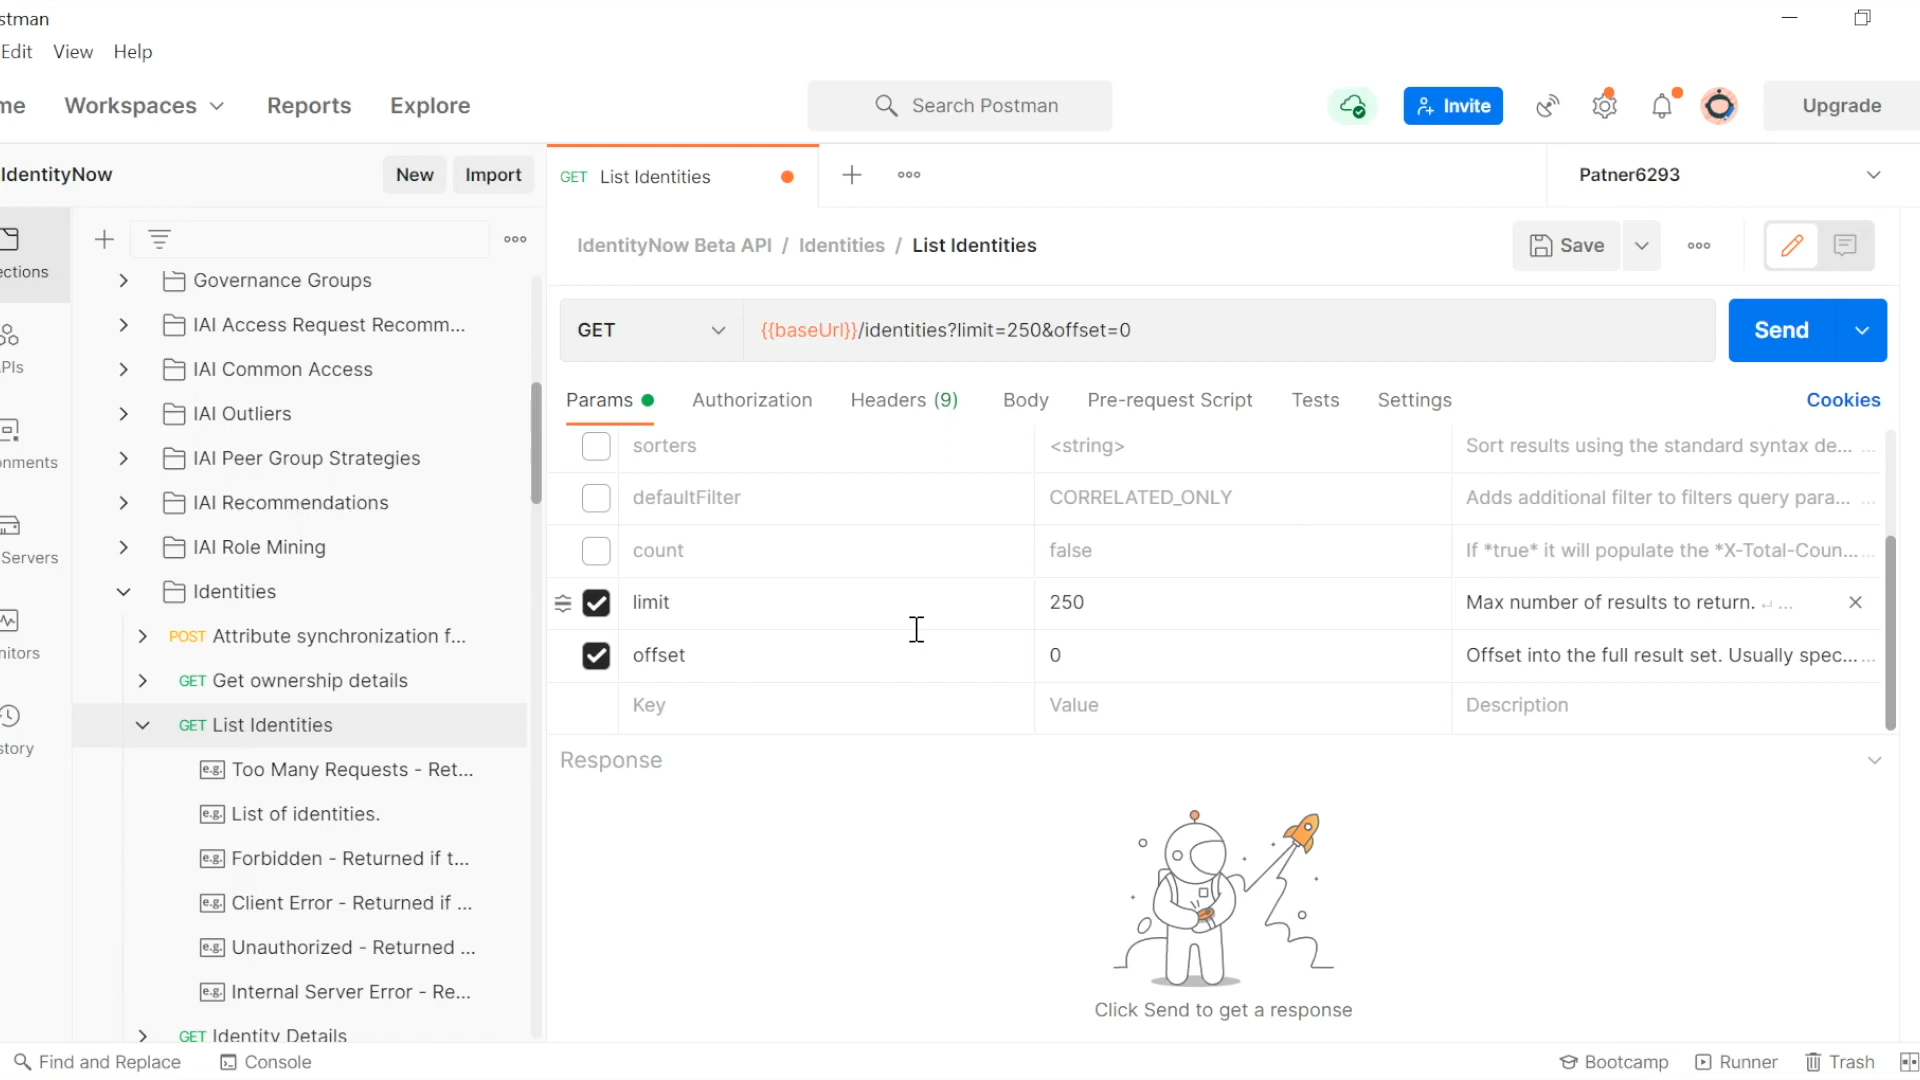 stman
Edit View Help
me Workspaces Reports Explore Search Postman Invite Upgrade
IdentityNow New Import GET List Identities Patner6293
ections
PIs
onments
Servers
nitors
story
Governance Groups
IAI Access Request Recomm...
IAI Common Access
IAI Outliers
IAI Peer Group Strategies
IAI Recommendations
IAI Role Mining
Identities
POST Attribute synchronization f...
GET Get ownership details
GET List Identities
e.g. Too Many Requests - Ret...
e.g. List of identities.
e.g. Forbidden - Returned if t...
e.g. Client Error - Returned if ...
e.g. Unauthorized - Returned ...
e.g. Internal Server Error - Re...
GET Identity Details
IdentityNow Beta API / Identities / List Identities Save
GET {{baseUrl}}/identities?limit=250&offset=0 Send
Params Authorization Headers (9) Body Pre-request Script Tests Settings Cookies
sorters <string> Sort results using the standard syntax de... ...
defaultFilter CORRELATED_ONLY Adds additional filter to filters query para... ...
count false If *true* it will populate the *X-Total-Coun... ...
limit 250 Max number of results to return. ↵ ...
offset 0 Offset into the full result set. Usually spec... ...
Key Value Description
Response
Click Send to get a response
Find and Replace Console Bootcamp Runner Trash